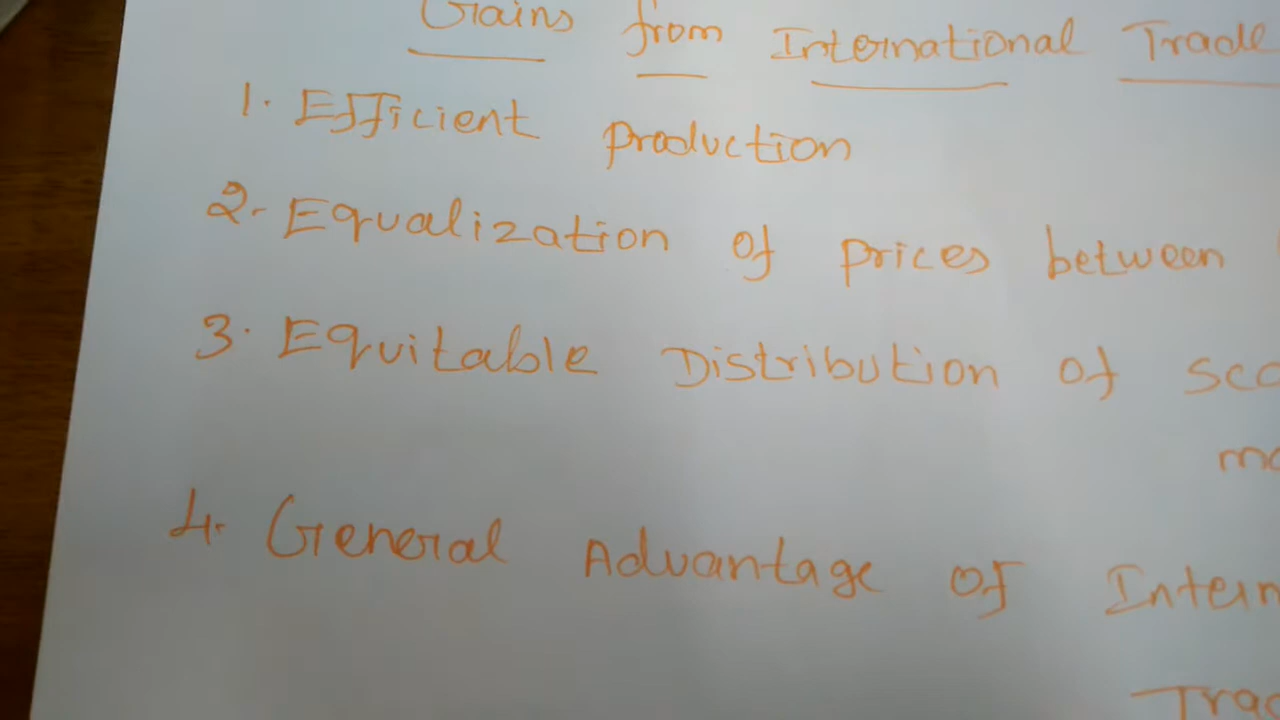 Gains from International Trade
1. Efficient production
2. Equalization of prices between
3. Equitable Distribution of
4. General Advantage of